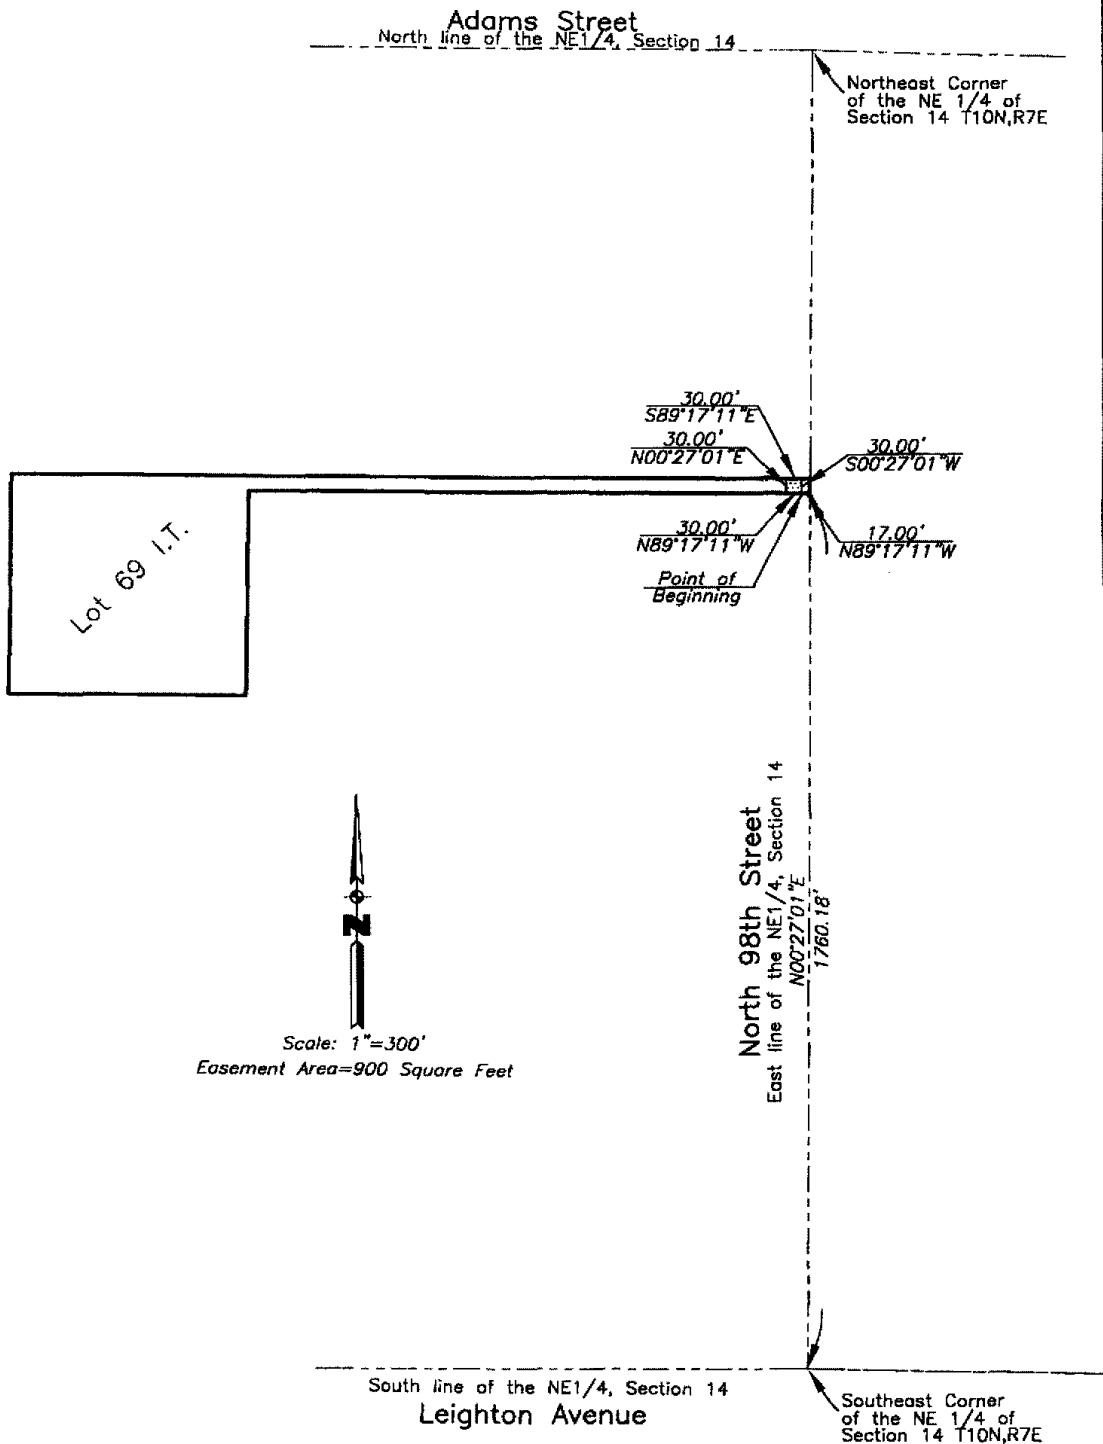 Adams Street
North line of the NE1/4, Section 14
Northeast Corner
of the NE 1/4 of
Section 14 T10N,R7E
30.00'
S89°17'11"E
30.00'
N00°27'01"E
30.00'
S00°27'01"W
30.00'
N89°17'11"W
17.00'
N89°17'11"W
Point of
Beginning
Lot 69 I.T.
North 98th Street
East line of the NE1/4, Section 14
N00°27'01"E
1760.18'
N
Scale: 1"=300'
Easement Area=900 Square Feet
South line of the NE1/4, Section 14
Leighton Avenue
Southeast Corner
of the NE 1/4 of
Section 14 T10N,R7E